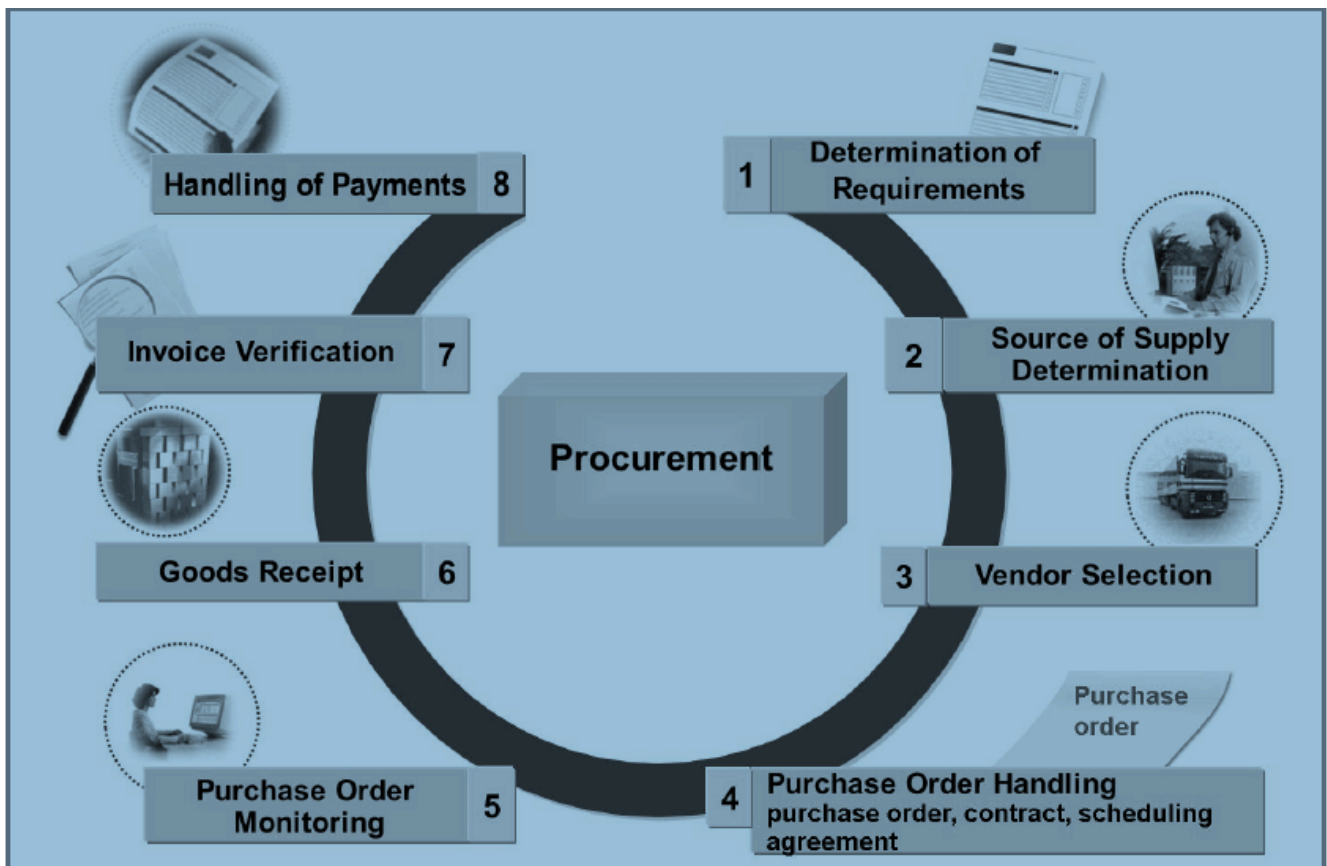 1
Determination of
Requirements
2
Source of Supply
Determination
3
Vendor Selection
Purchase
order
4
Purchase Order Handling
purchase order, contract, scheduling
agreement
Purchase Order
Monitoring
5
Goods Receipt
6
Invoice Verification
7
Handling of Payments
8
Procurement